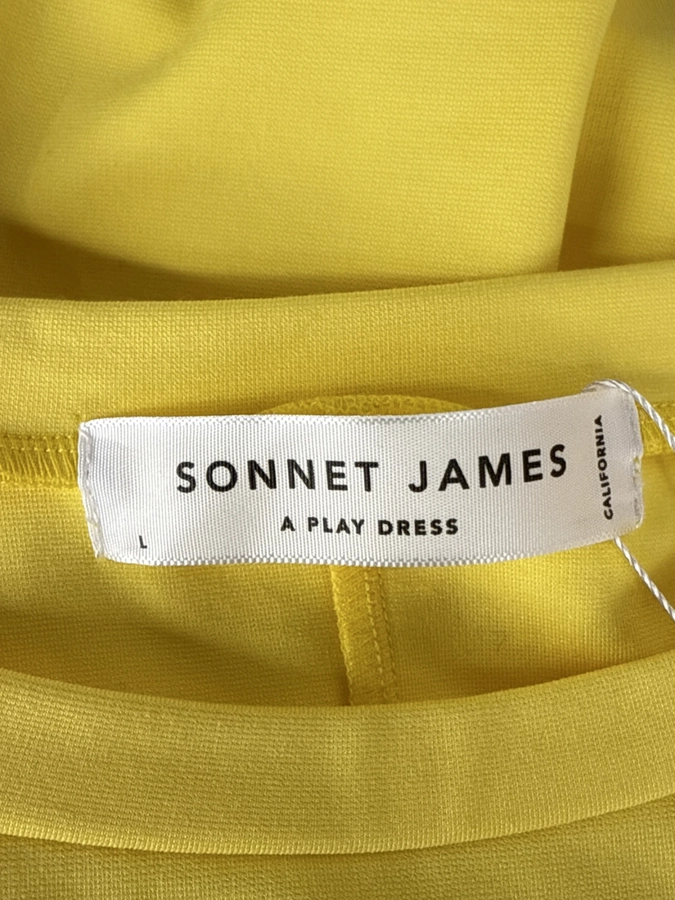 SONNET JAMES
A PLAY DRESS
L
CALIFORNIA